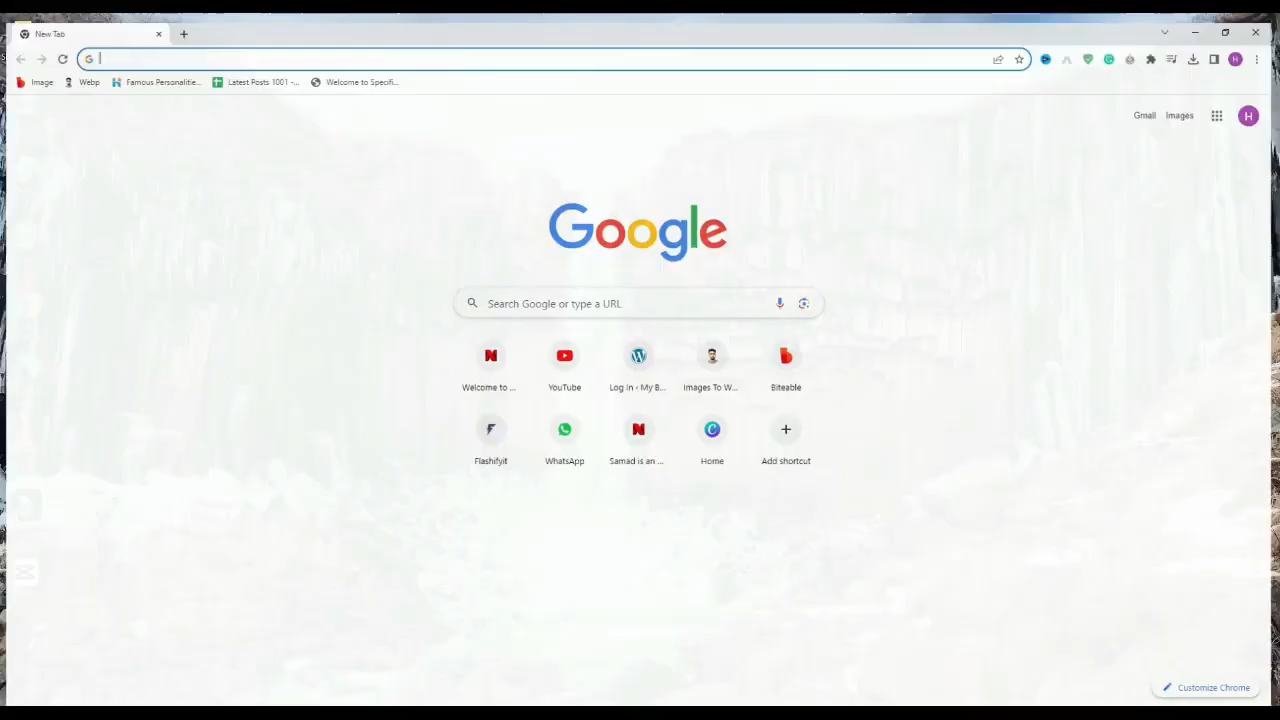 New Tab
Image Webp Famous Personalitie... Latest Posts 1001 -... Welcome to Specifi...
Gmail Images H
Google
Search Google or type a URL
Welcome to ... YouTube Log In ‹ My B... Images To W... Biteable
Flashifyit WhatsApp Samad is an ... Home Add shortcut
Customize Chrome